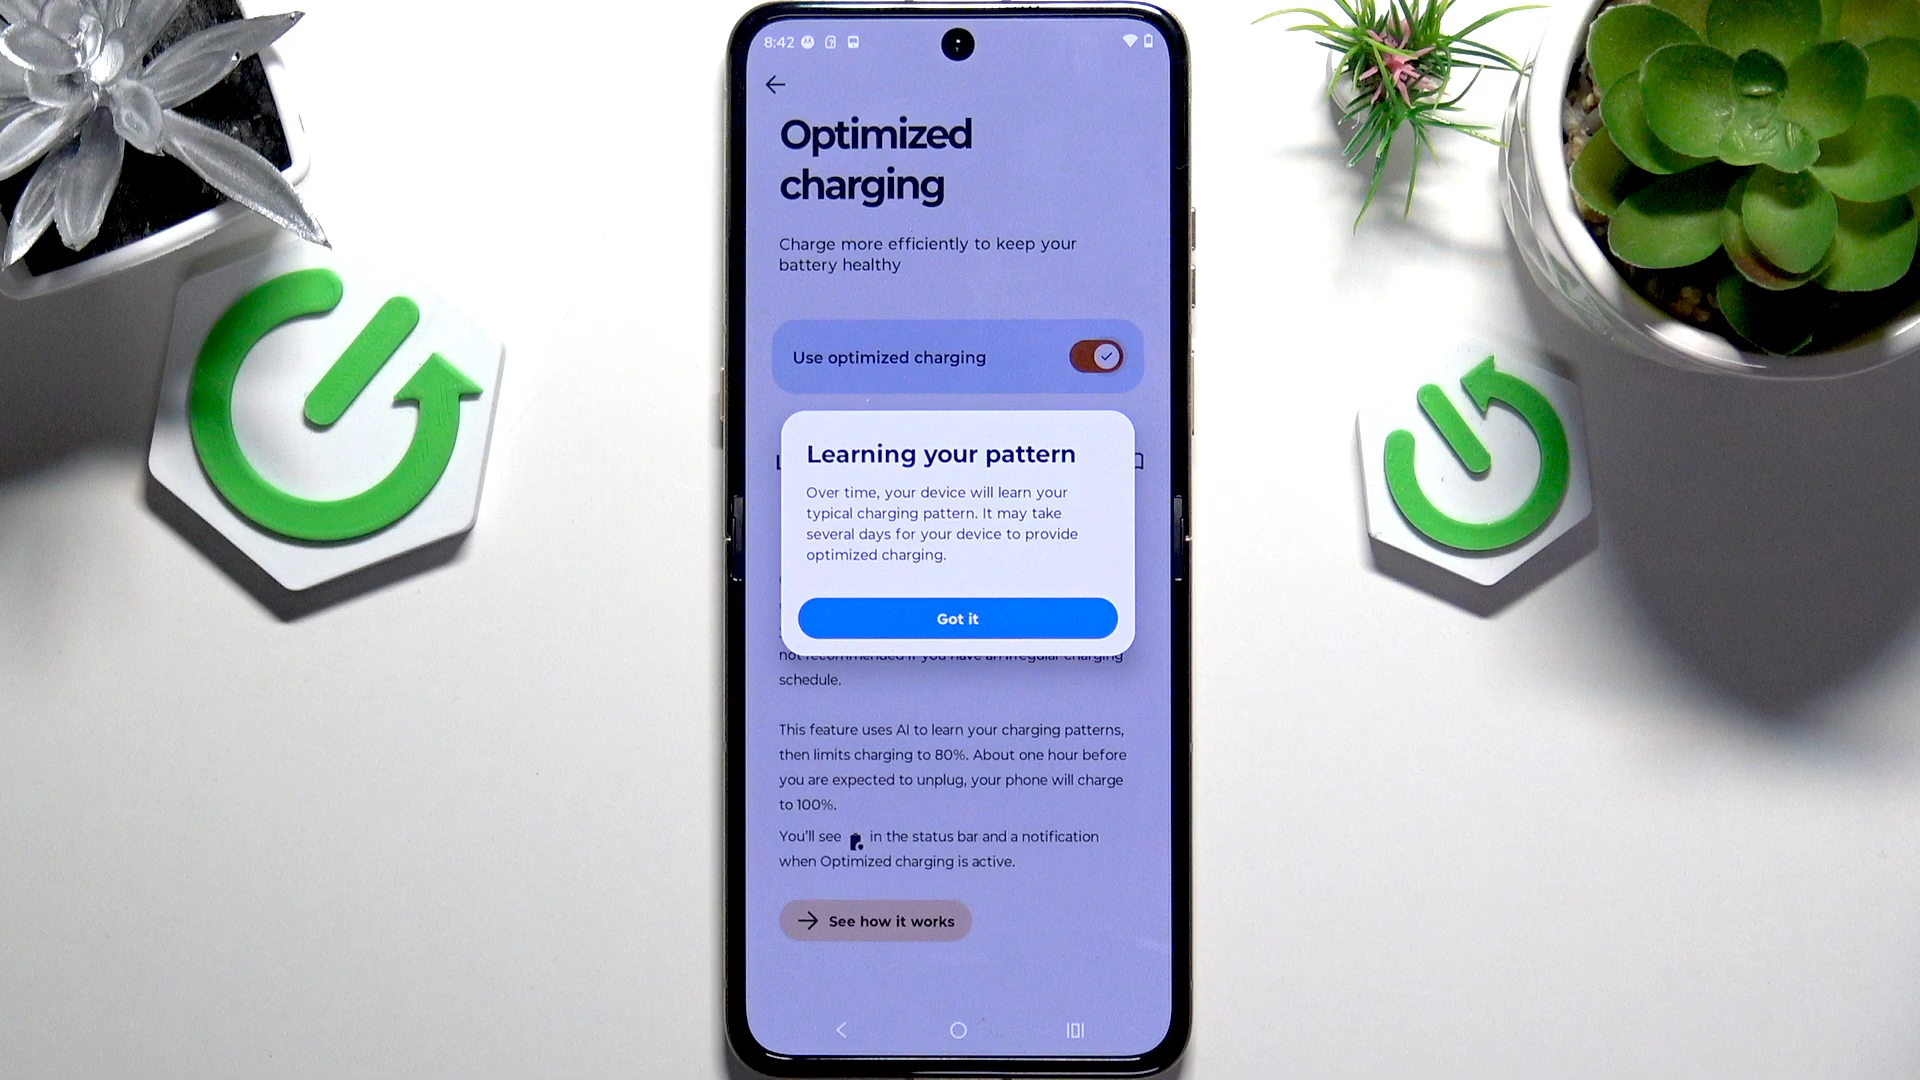 8:42
Optimized
charging
Charge more efficiently to keep your
battery healthy
Use optimized charging
Learning your pattern
Over time, your device will learn your
typical charging pattern. It may take
several days for your device to provide
optimized charging.
Got it
not recommended if you have an irregular charging
schedule.
This feature uses AI to learn your charging patterns,
then limits charging to 80%. About one hour before
you are expected to unplug, your phone will charge
to 100%.
You'll see in the status bar and a notification
when Optimized charging is active.
See how it works